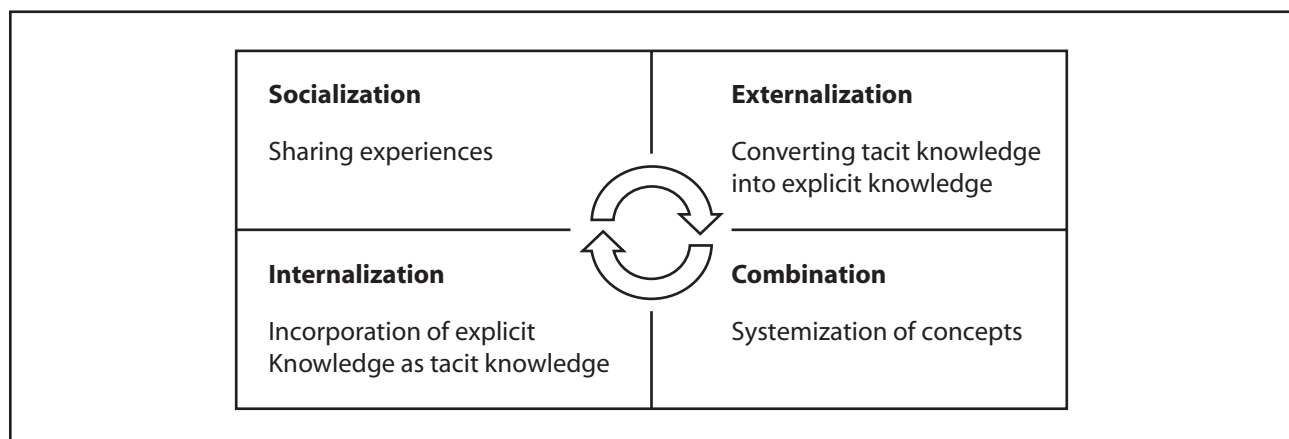 Socialization
Sharing experiences
Externalization
Converting tacit knowledge
into explicit knowledge
Internalization
Incorporation of explicit
Knowledge as tacit knowledge
Combination
Systemization of concepts